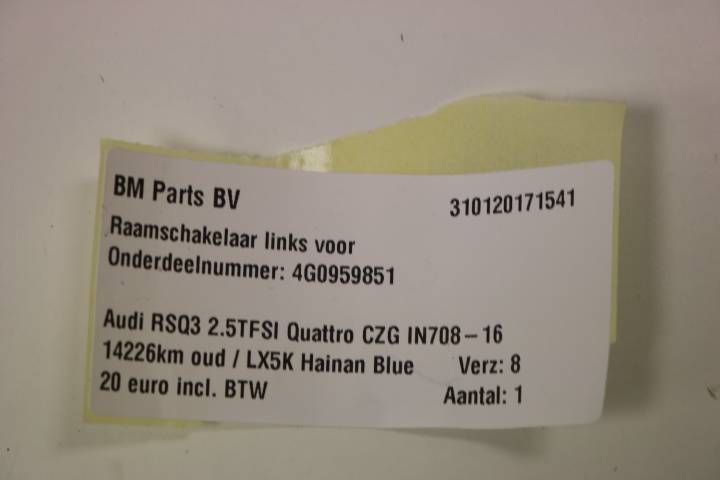 BM Parts BV 310120171541
Raamschakelaar links voor
Onderdeelnummer: 4G0959851
Audi RSQ3 2.5TFSI Quattro CZG IN708-16
14226km oud / LX5K Hainan Blue Verz: 8
20 euro incl. BTW Aantal: 1